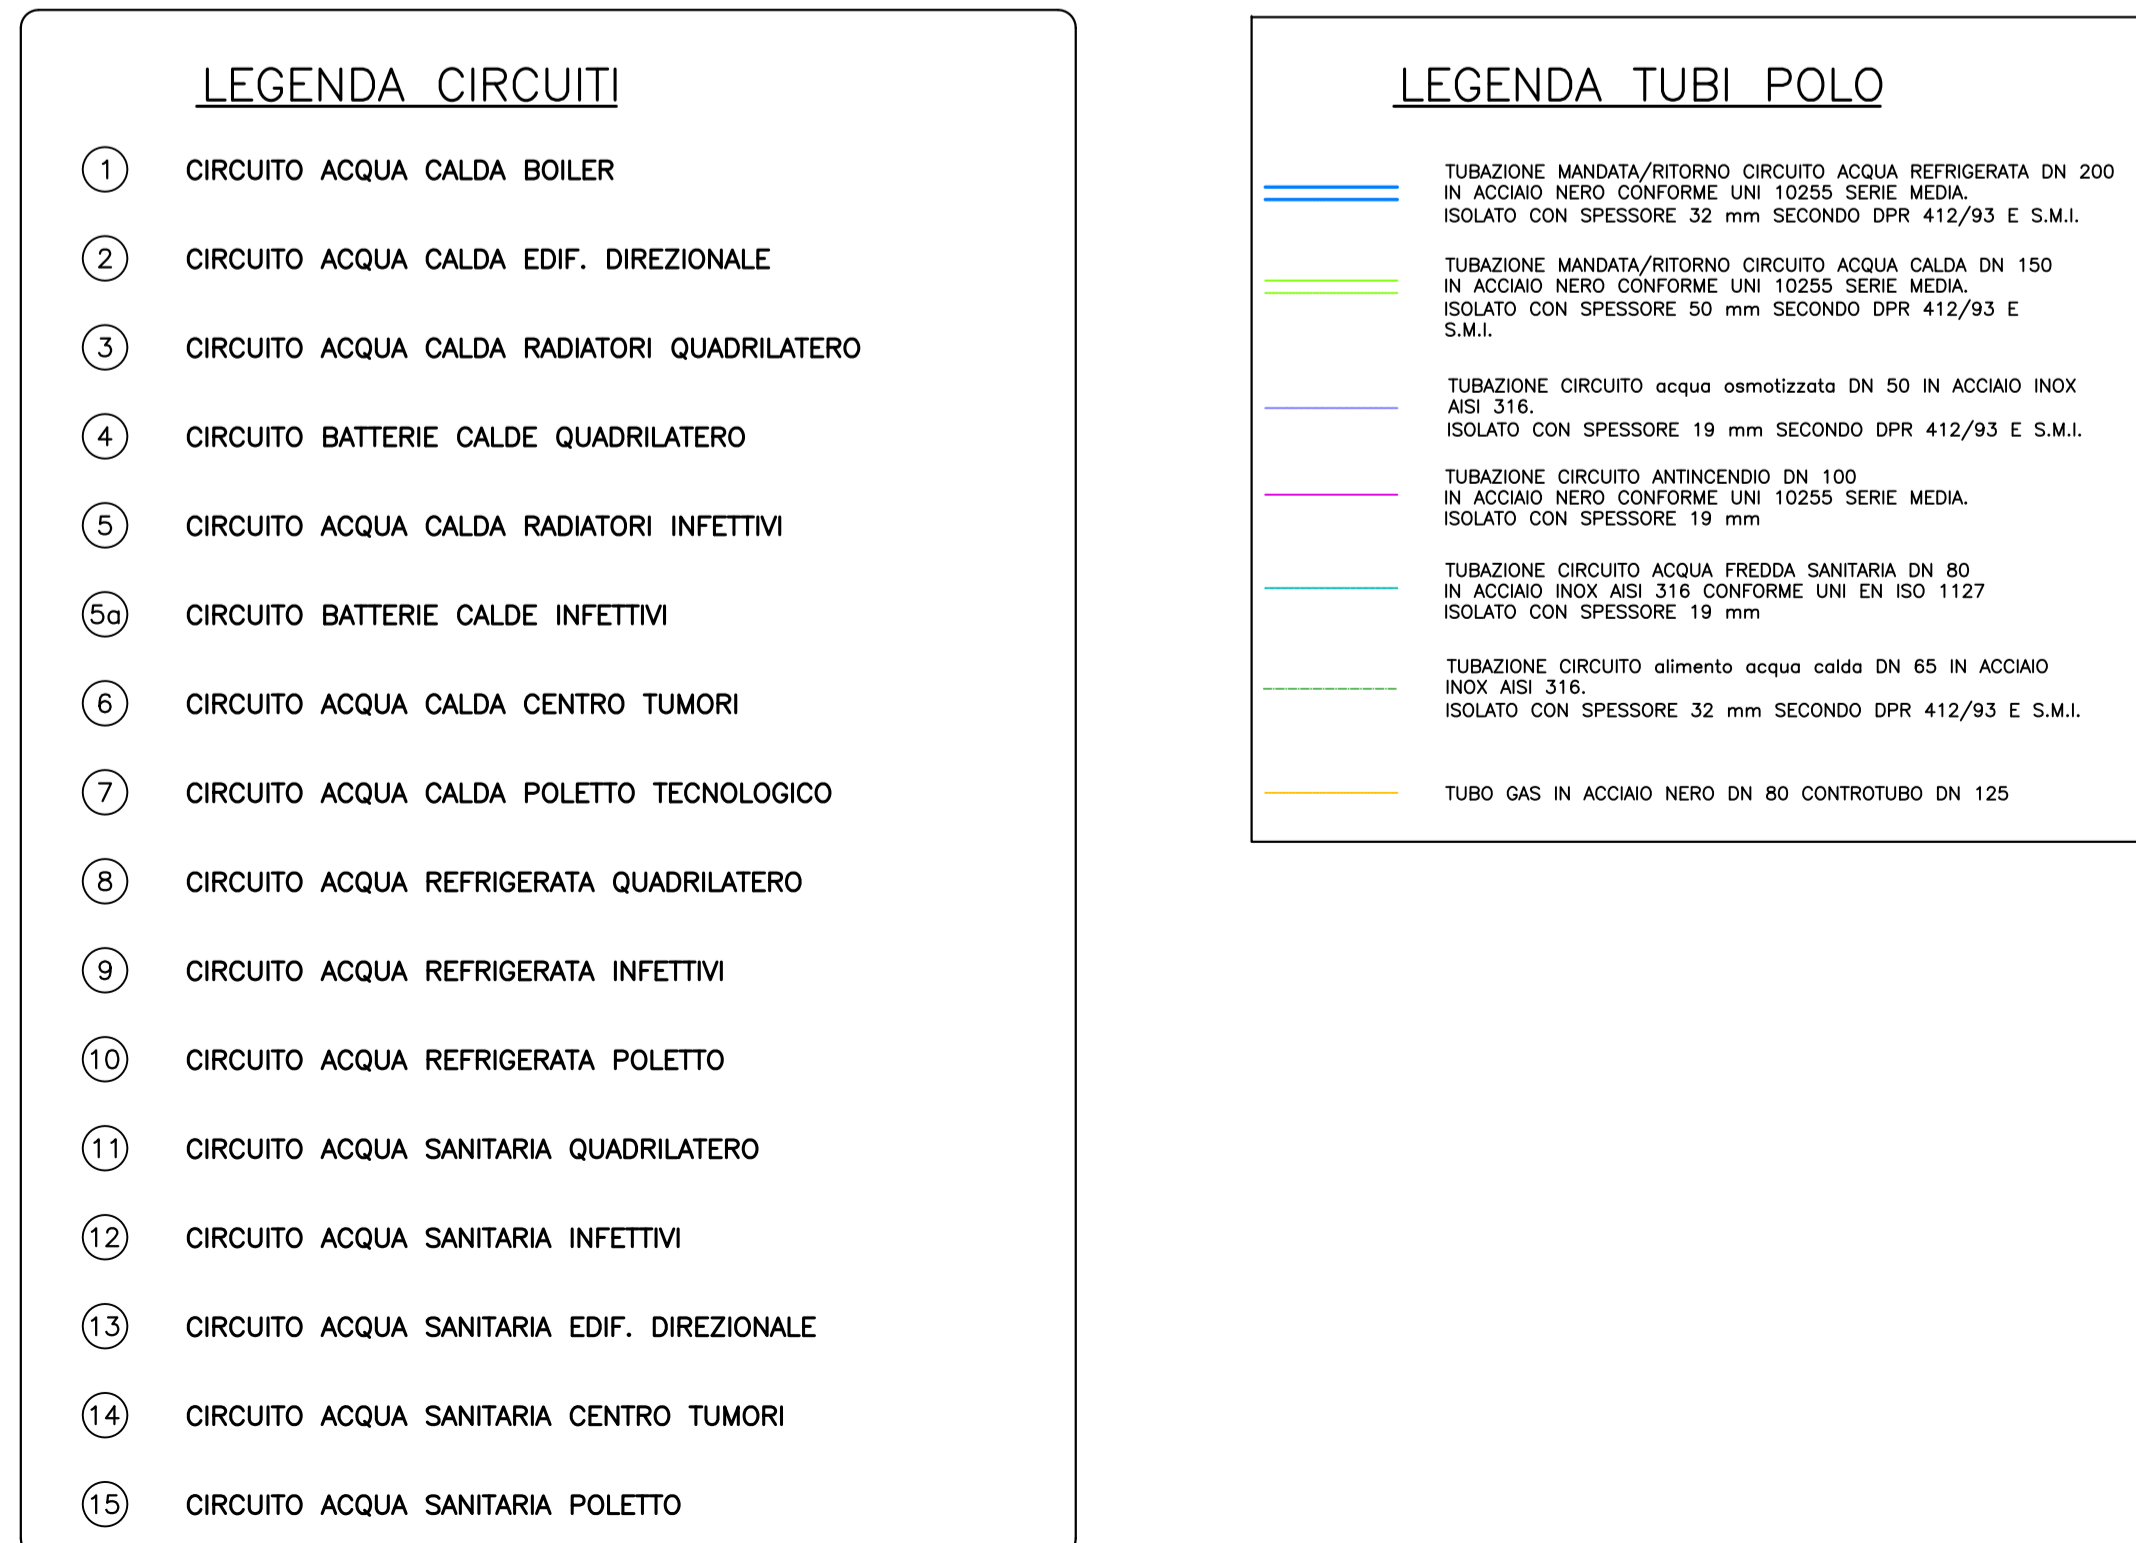 LEGENDA CIRCUITI
1 CIRCUITO ACQUA CALDA BOILER
2 CIRCUITO ACQUA CALDA EDIF. DIREZIONALE
3 CIRCUITO ACQUA CALDA RADIATORI QUADRILATERO
4 CIRCUITO BATTERIE CALDE QUADRILATERO
5 CIRCUITO ACQUA CALDA RADIATORI INFETTIVI
5a CIRCUITO BATTERIE CALDE INFETTIVI
6 CIRCUITO ACQUA CALDA CENTRO TUMORI
7 CIRCUITO ACQUA CALDA POLETTO TECNOLOGICO
8 CIRCUITO ACQUA REFRIGERATA QUADRILATERO
9 CIRCUITO ACQUA REFRIGERATA INFETTIVI
10 CIRCUITO ACQUA REFRIGERATA POLETTO
11 CIRCUITO ACQUA SANITARIA QUADRILATERO
12 CIRCUITO ACQUA SANITARIA INFETTIVI
13 CIRCUITO ACQUA SANITARIA EDIF. DIREZIONALE
14 CIRCUITO ACQUA SANITARIA CENTRO TUMORI
15 CIRCUITO ACQUA SANITARIA POLETTO
LEGENDA TUBI POLO
TUBAZIONE MANDATA/RITORNO CIRCUITO ACQUA REFRIGERATA DN 200
IN ACCIAIO NERO CONFORME UNI 10255 SERIE MEDIA.
ISOLATO CON SPESSORE 32 mm SECONDO DPR 412/93 E S.M.I.
TUBAZIONE MANDATA/RITORNO CIRCUITO ACQUA CALDA DN 150
IN ACCIAIO NERO CONFORME UNI 10255 SERIE MEDIA.
ISOLATO CON SPESSORE 50 mm SECONDO DPR 412/93 E
S.M.I.
TUBAZIONE CIRCUITO acqua osmotizzata DN 50 IN ACCIAIO INOX
AISI 316.
ISOLATO CON SPESSORE 19 mm SECONDO DPR 412/93 E S.M.I.
TUBAZIONE CIRCUITO ANTINCENDIO DN 100
IN ACCIAIO NERO CONFORME UNI 10255 SERIE MEDIA.
ISOLATO CON SPESSORE 19 mm
TUBAZIONE CIRCUITO ACQUA FREDDA SANITARIA DN 80
IN ACCIAIO INOX AISI 316 CONFORME UNI EN ISO 1127
ISOLATO CON SPESSORE 19 mm
TUBAZIONE CIRCUITO alimento acqua calda DN 65 IN ACCIAIO
INOX AISI 316.
ISOLATO CON SPESSORE 32 mm SECONDO DPR 412/93 E S.M.I.
TUBO GAS IN ACCIAIO NERO DN 80 CONTROTUBO DN 125